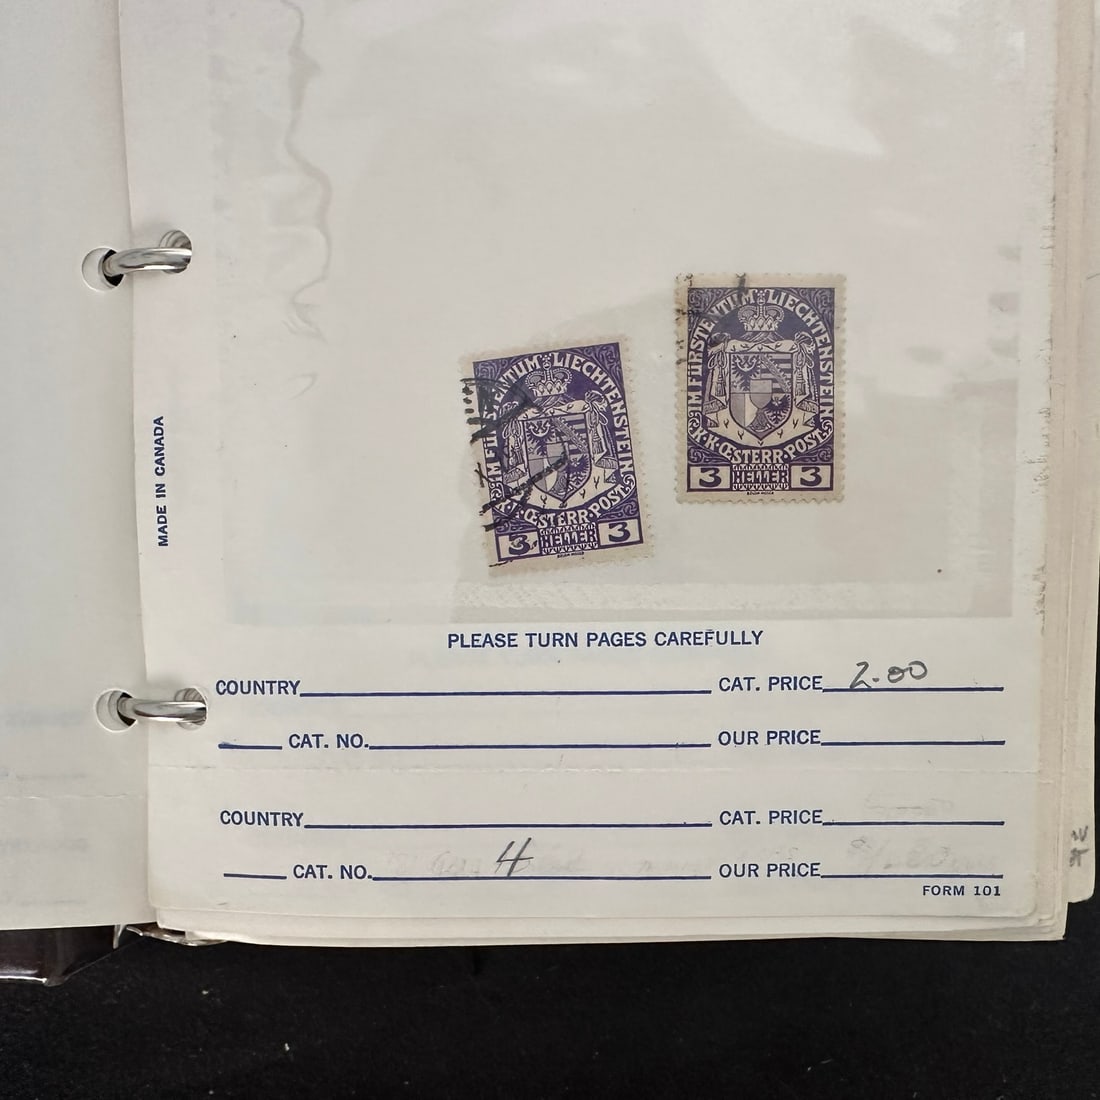 MADE IN CANADA
IM FÜRSTENTUM LIECHTENSTEIN
K.K. ŒSTERR. POST
3 HELLER 3
IM FÜRSTENTUM LIECHTENSTEIN
K.K. ŒSTERR. POST
3 HELLER 3
PLEASE TURN PAGES CAREFULLY
COUNTRY CAT. PRICE 2.00
CAT. NO. OUR PRICE
COUNTRY CAT. PRICE
CAT. NO. 4 OUR PRICE
FORM 101